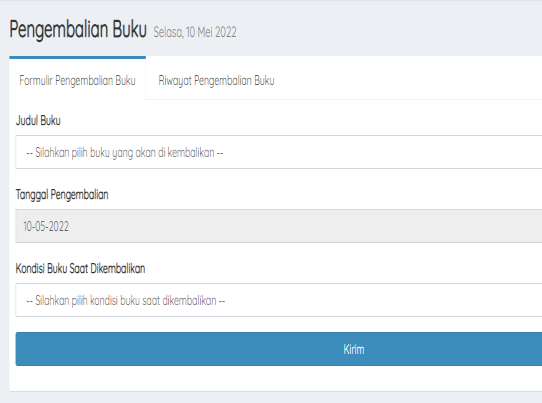 Pengembalian Buku Selasa, 10 Mei 2022
Formulir Pengembalian Buku Riwayat Pengembalian Buku
Judul Buku
-- Silahkan pilih buku yang akan di kembalikan --
Tanggal Pengembalian
10-05-2022
Kondisi Buku Saat Dikembalikan
-- Silahkan pilih kondisi buku saat dikembalikan --
Kirim